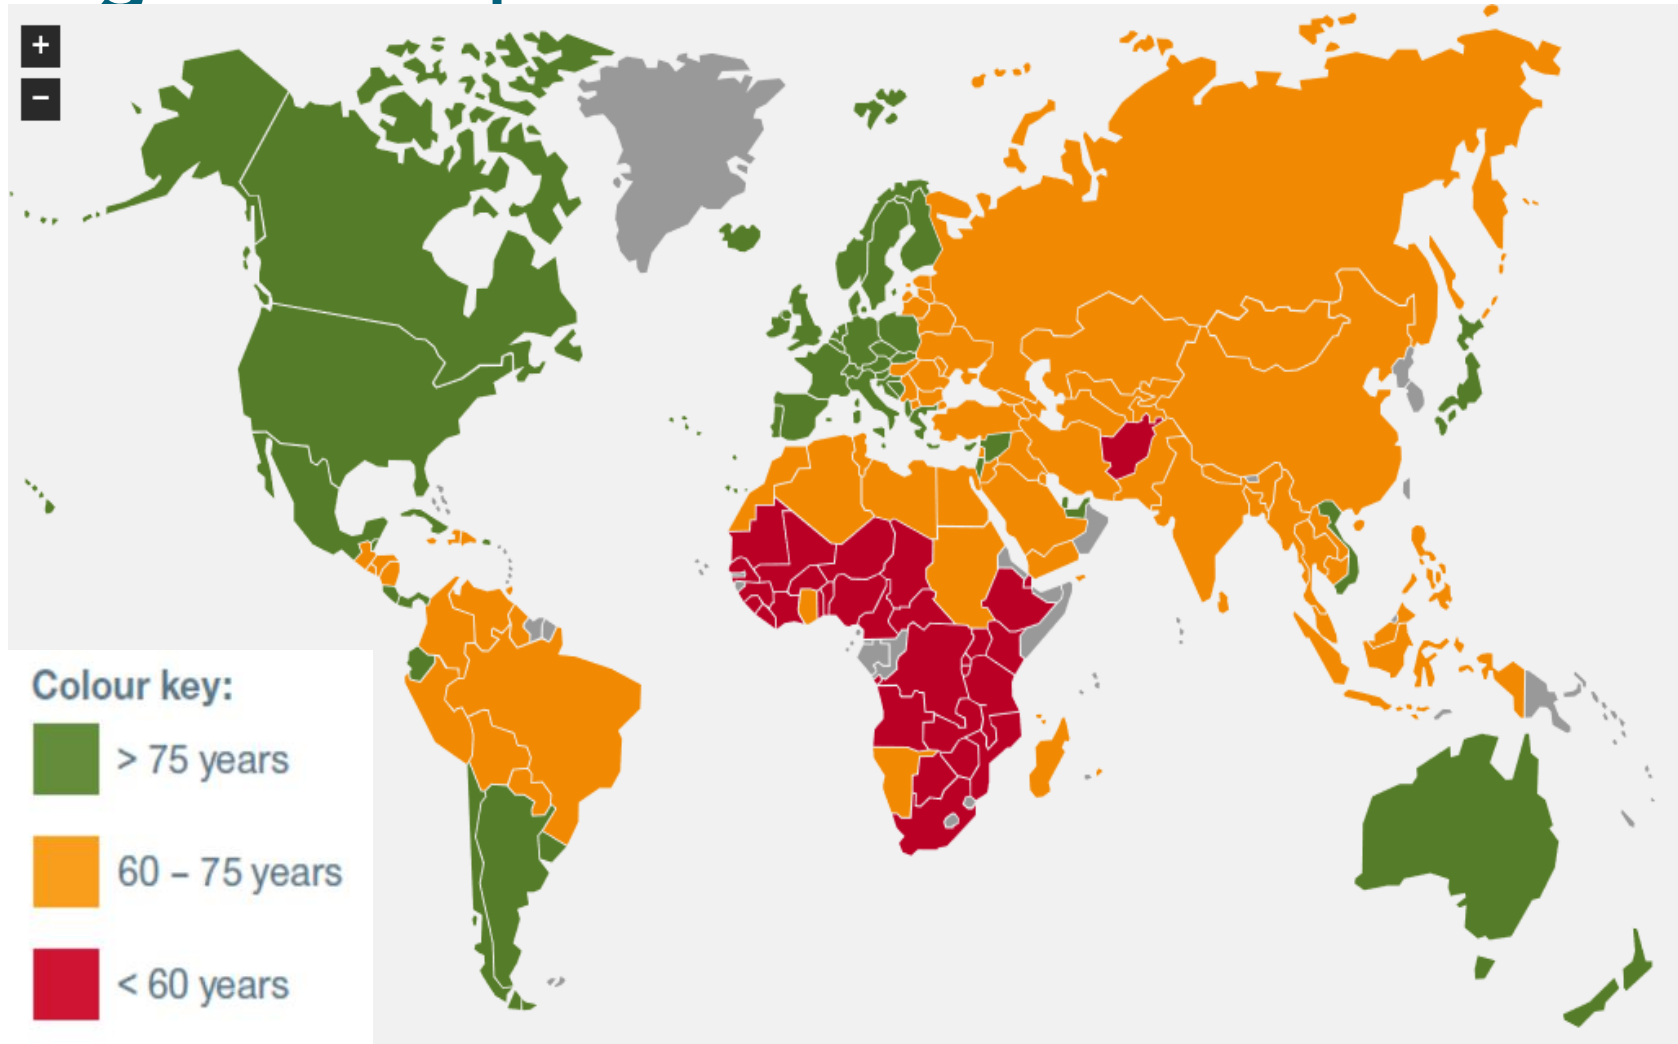 +
−
Colour key:
> 75 years
60 – 75 years
< 60 years